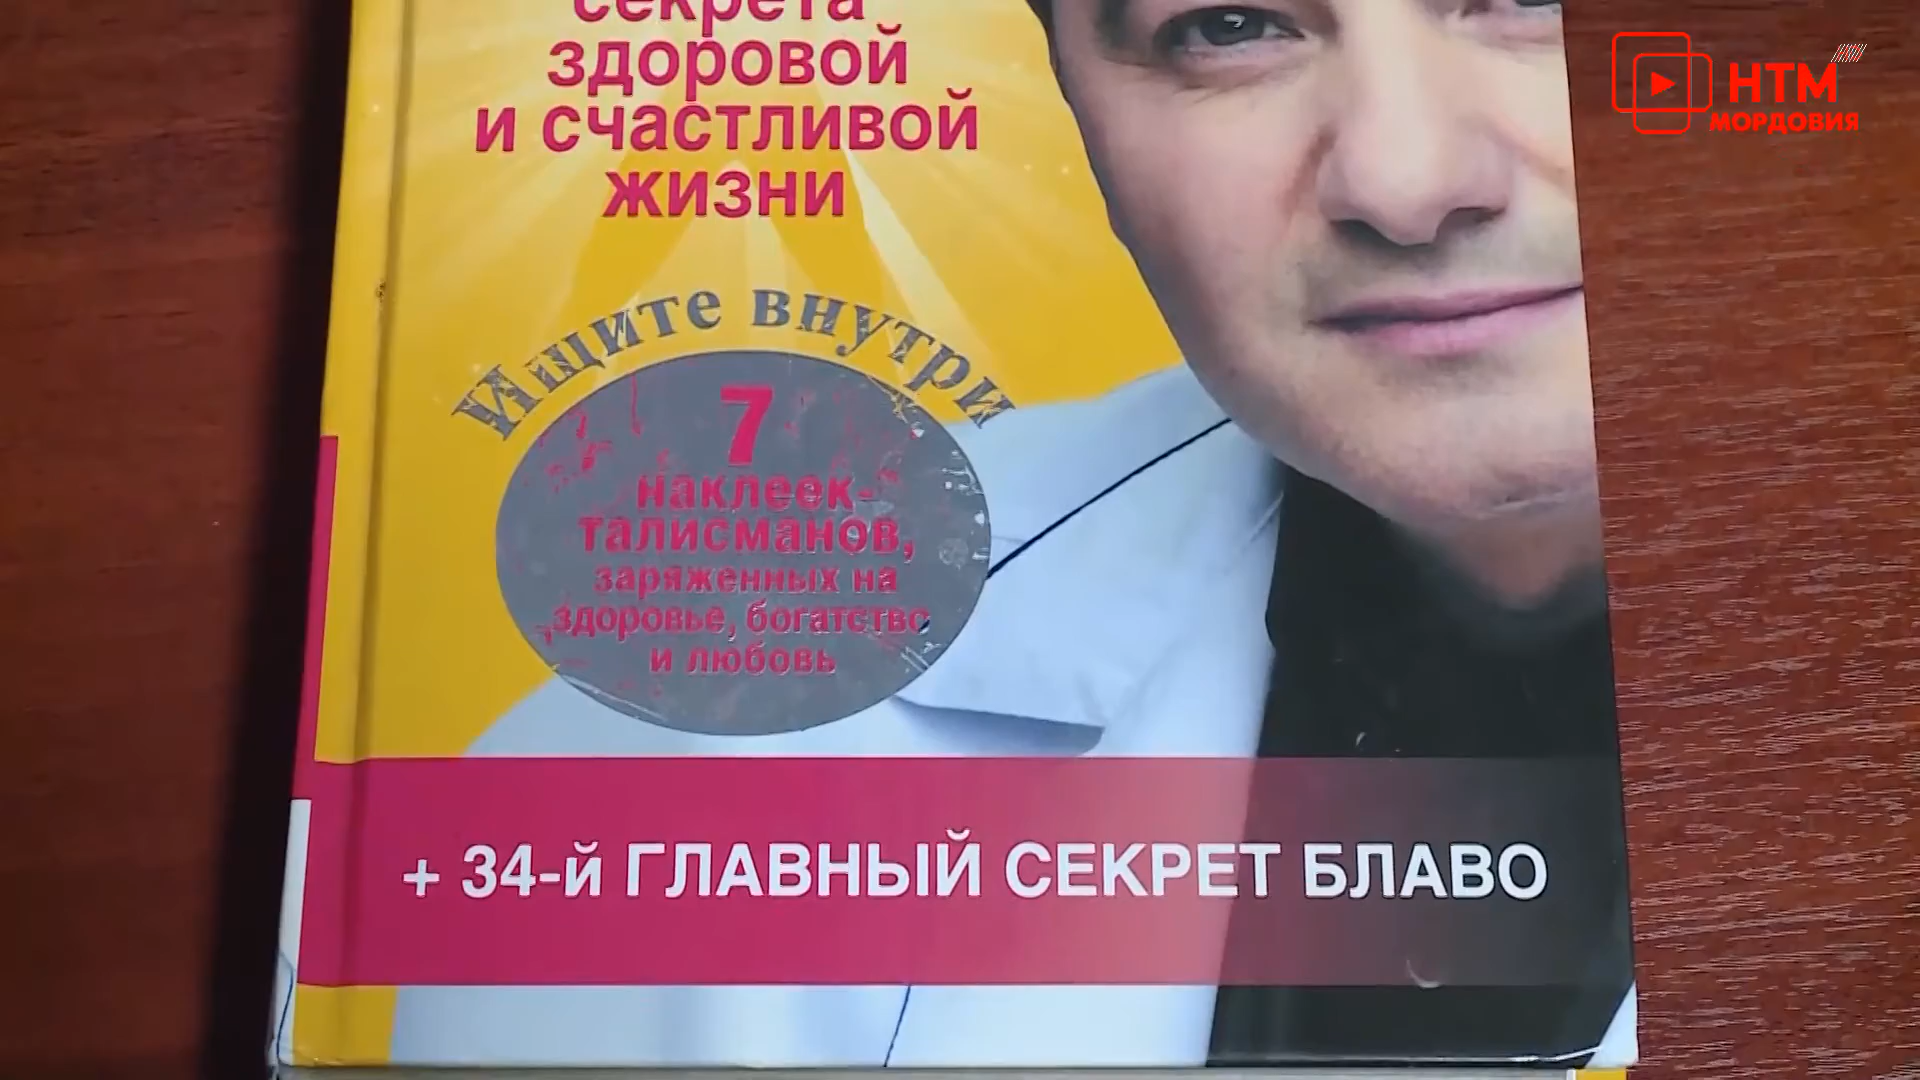 секрета
здоровой
и счастливой
жизни
Ищите внутри
7
наклеек-
талисманов,
заряженных на
здоровье, богатство
и любовь
+ 34-й ГЛАВНЫЙ СЕКРЕТ БЛАВО
НТМ
МОРДОВИЯ